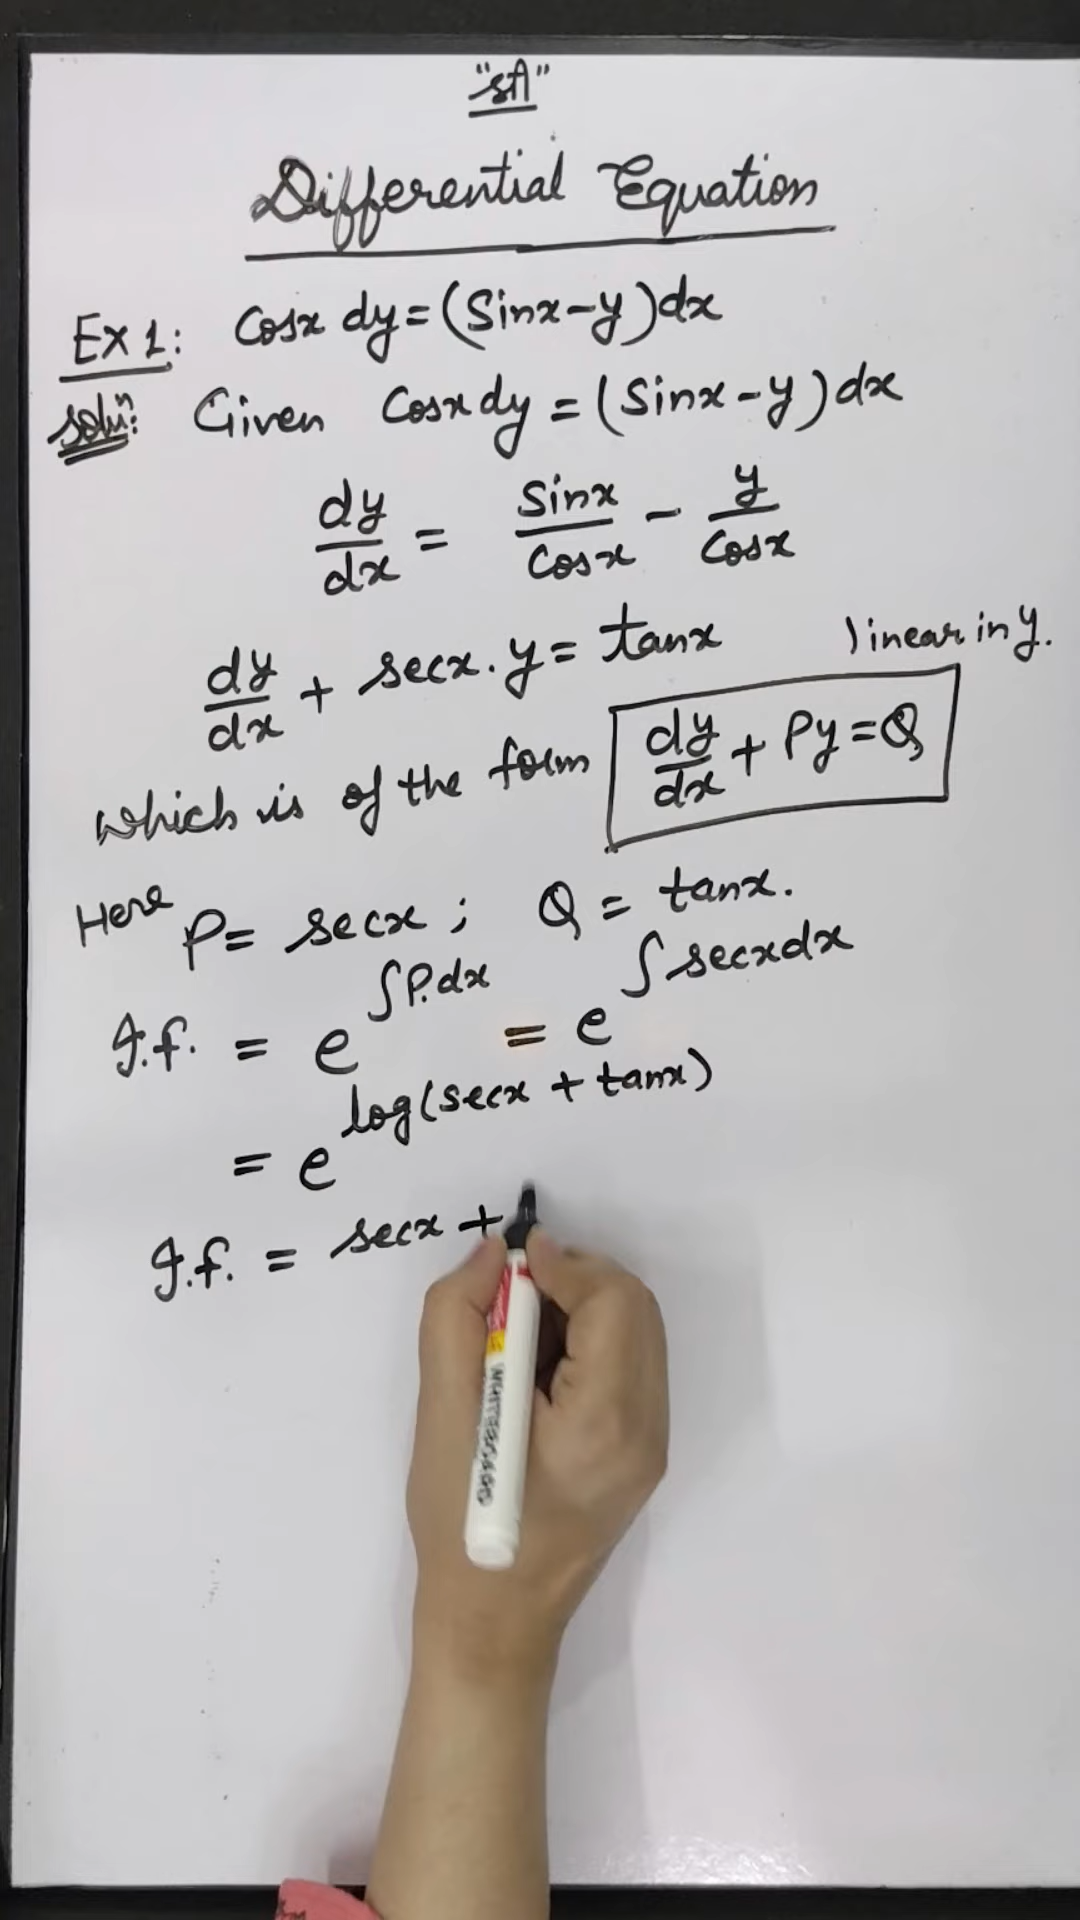 "श्री"
Differential Equation
Ex 1: Cosx dy = (Sinx - y) dx
Soluⁿ: Given Cosx dy = (Sinx - y) dx
dy/dx = Sinx/Cosx - y/Cosx
dy/dx + secx . y = tanx linear in y.
which is of the form dy/dx + Py = Q
Here P = secx ; Q = tanx.
I.f. = e^∫P.dx = e^∫secxdx
= e^log(secx + tanx)
I.f. = secx +